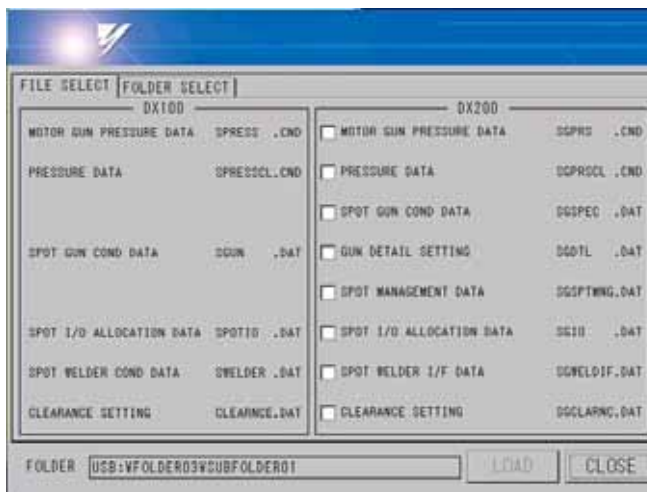 FILE SELECT FOLDER SELECT
DX100 DX200
MOTOR GUN PRESSURE DATA SPRESS .CND MOTOR GUN PRESSURE DATA SGPRS .CND
PRESSURE DATA SPRESSCL.CND PRESSURE DATA SGPRSCL .CND
SPOT GUN COND DATA SGSPEC .DAT
SPOT GUN COND DATA SGUN .DAT GUN DETAIL SETTING SGDTL .DAT
SPOT MANAGEMENT DATA SGSPTMNG.DAT
SPOT I/O ALLOCATION DATA SPOTIO .DAT SPOT I/O ALLOCATION DATA SGIO .DAT
SPOT WELDER COND DATA SWELDER .DAT SPOT WELDER I/F DATA SGWELDIF.DAT
CLEARANCE SETTING CLEARNCE.DAT CLEARANCE SETTING SGCLARNC.DAT
FOLDER USB:¥FOLDER03¥SUBFOLDER01 LOAD CLOSE